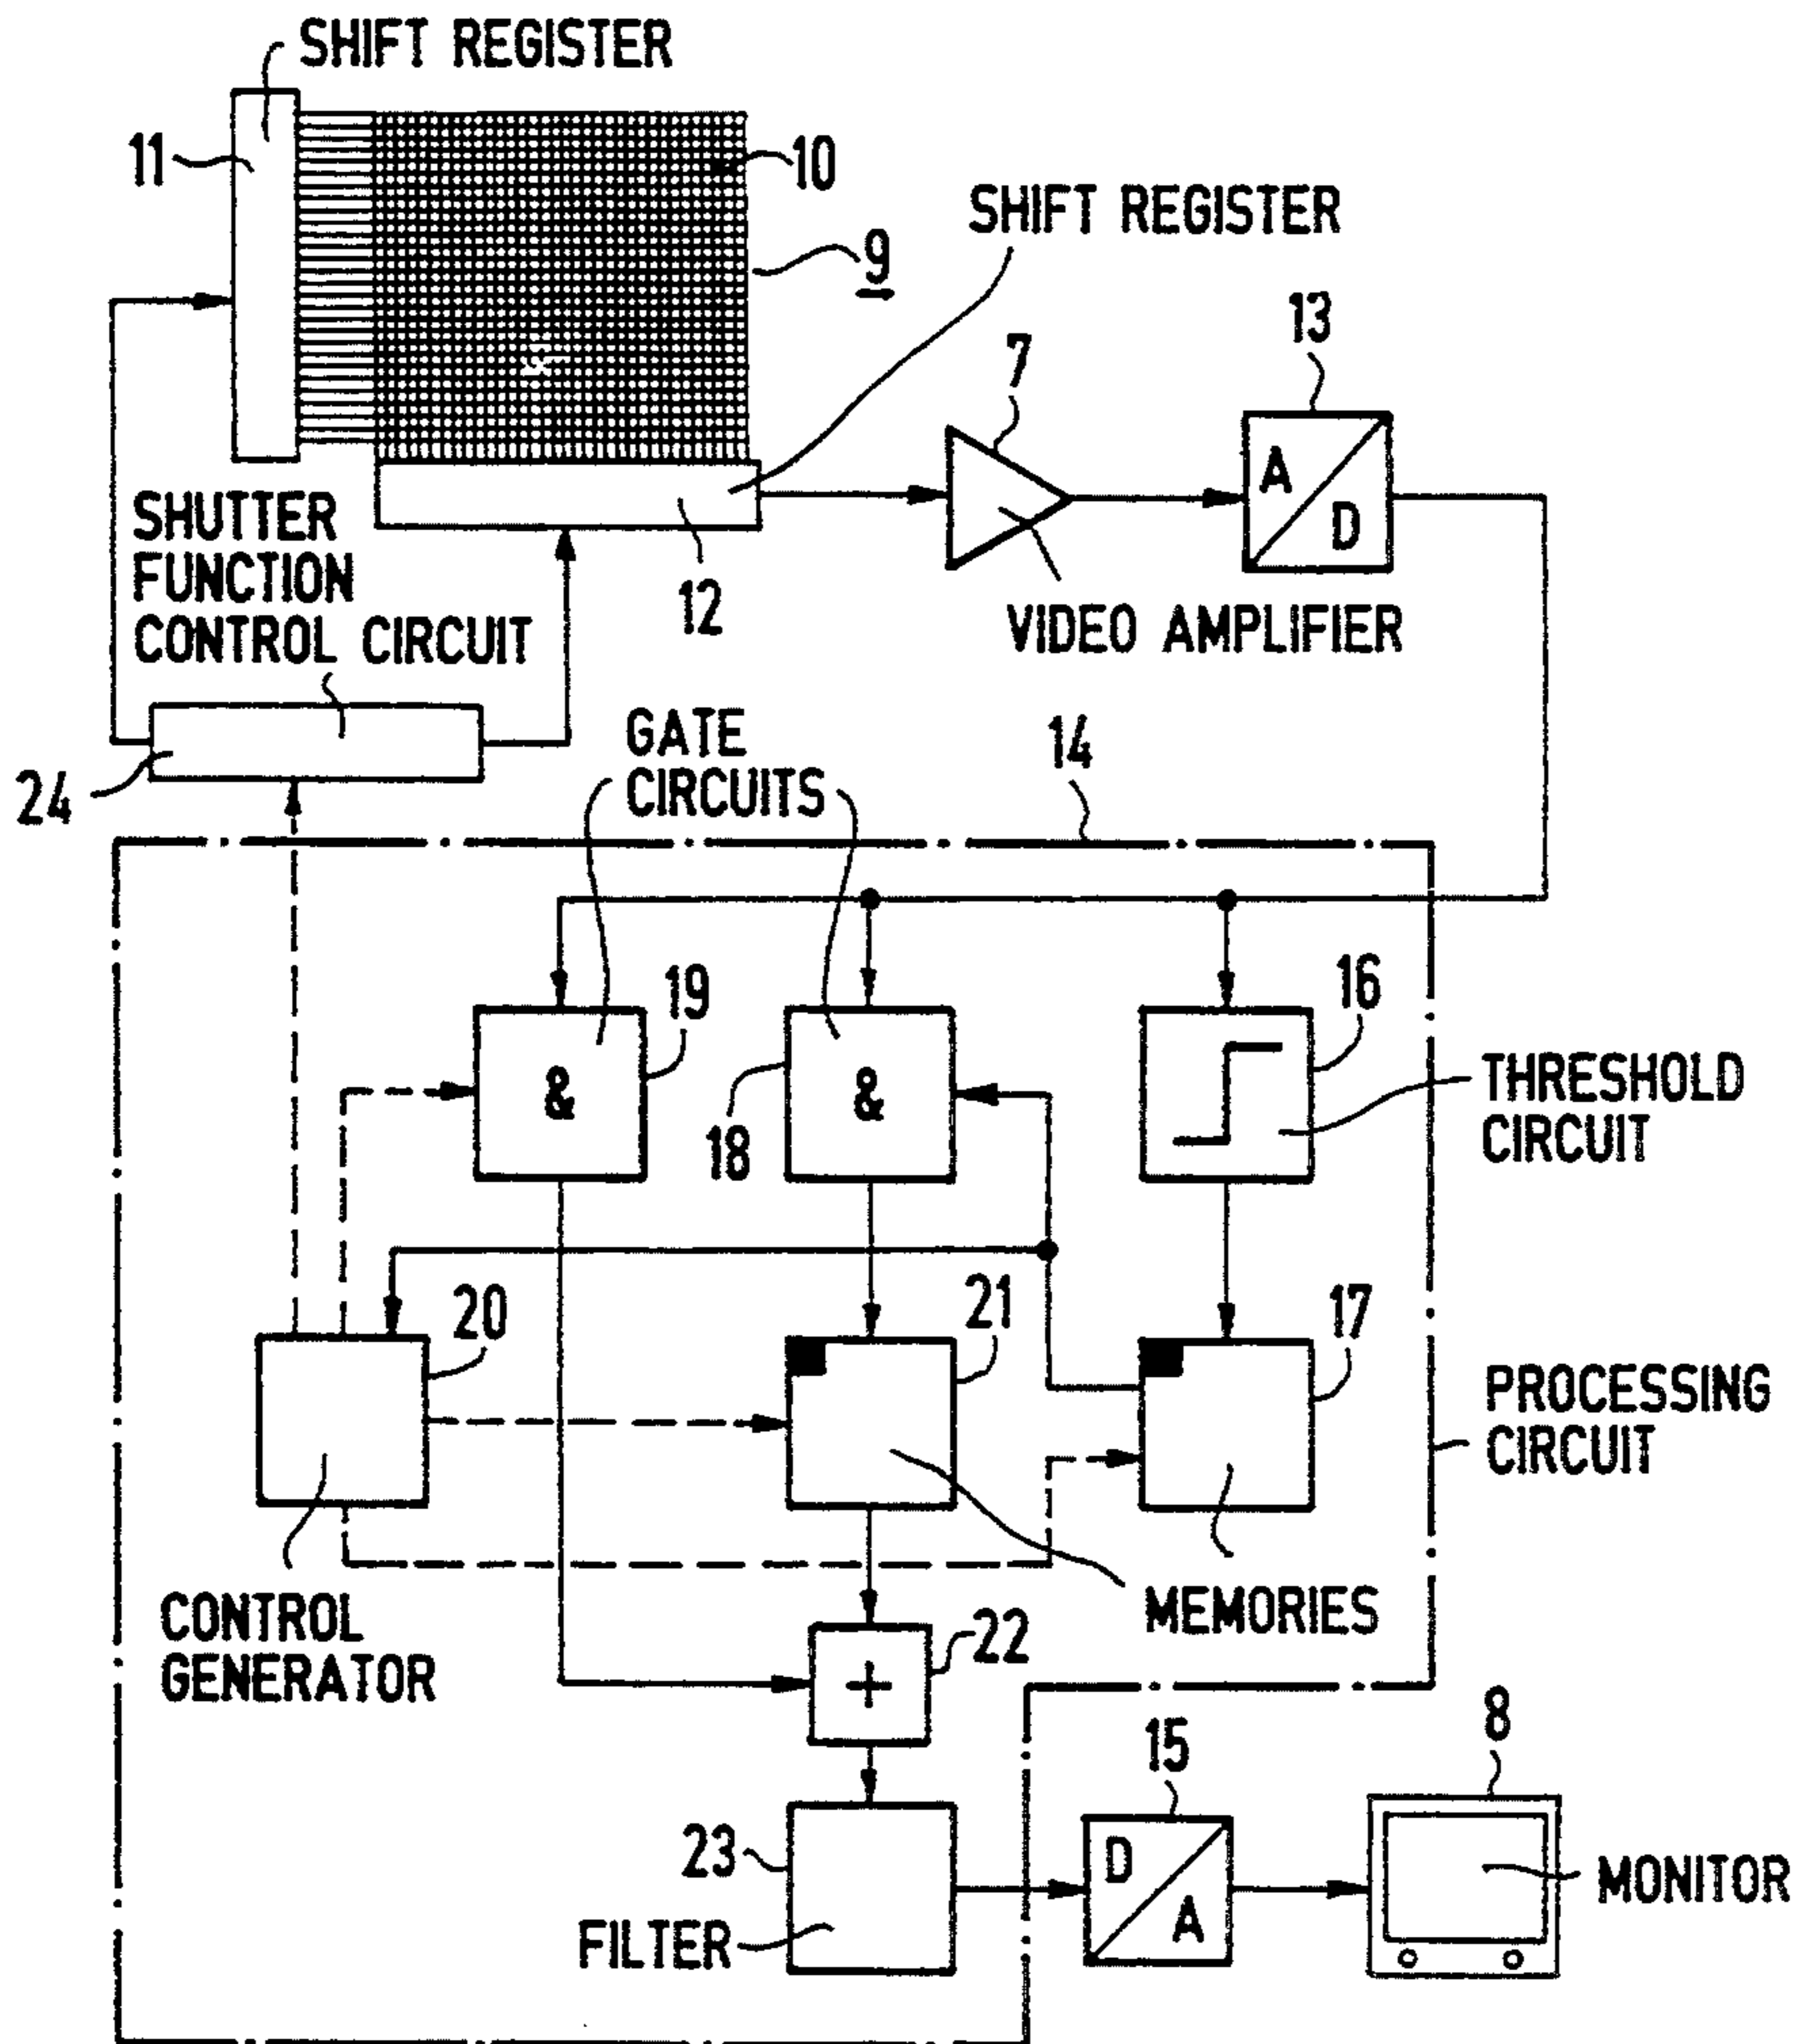 SHIFT REGISTER
11
10
SHIFT REGISTER
9
13
7
A
D
SHUTTER
FUNCTION
CONTROL CIRCUIT
12
VIDEO AMPLIFIER
GATE
CIRCUITS
14
24
19
16
&
&
18
THRESHOLD
CIRCUIT
20
21
17
PROCESSING
CIRCUIT
MEMORIES
CONTROL
GENERATOR
22
+
8
15
23
D
A
MONITOR
FILTER